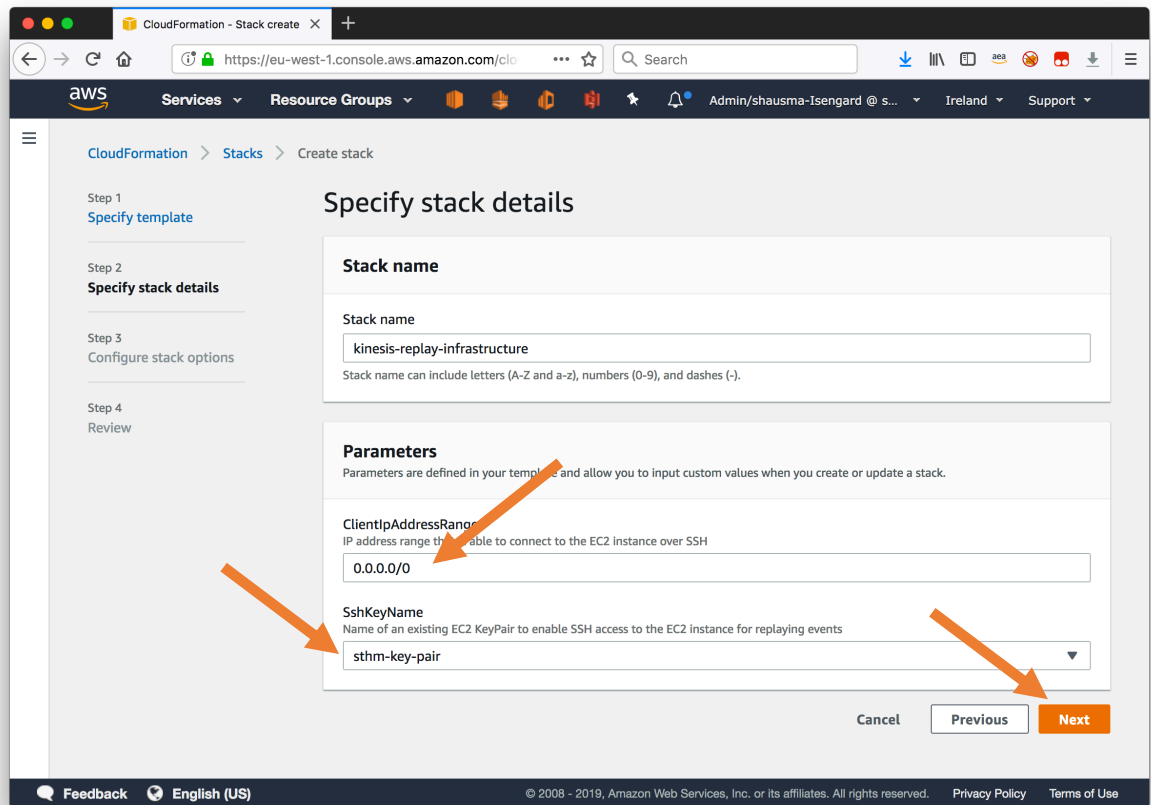 CloudFormation - Stack create
https://eu-west-1.console.aws.amazon.com/clo
Search
aea
aws
Services
Resource Groups
Admin/shausma-Isengard @ s...
Ireland
Support
CloudFormation > Stacks > Create stack
Step 1
Specify template
Step 2
Specify stack details
Step 3
Configure stack options
Step 4
Review
Specify stack details
Stack name
Stack name
kinesis-replay-infrastructure
Stack name can include letters (A-Z and a-z), numbers (0-9), and dashes (-).
Parameters
Parameters are defined in your template and allow you to input custom values when you create or update a stack.
ClientIpAddressRange
IP address range able to connect to the EC2 instance over SSH
0.0.0.0/0
SshKeyName
Name of an existing EC2 KeyPair to enable SSH access to the EC2 instance for replaying events
sthm-key-pair
Cancel
Previous
Next
Feedback
English (US)
© 2008 - 2019, Amazon Web Services, Inc. or its affiliates. All rights reserved.
Privacy Policy
Terms of Use